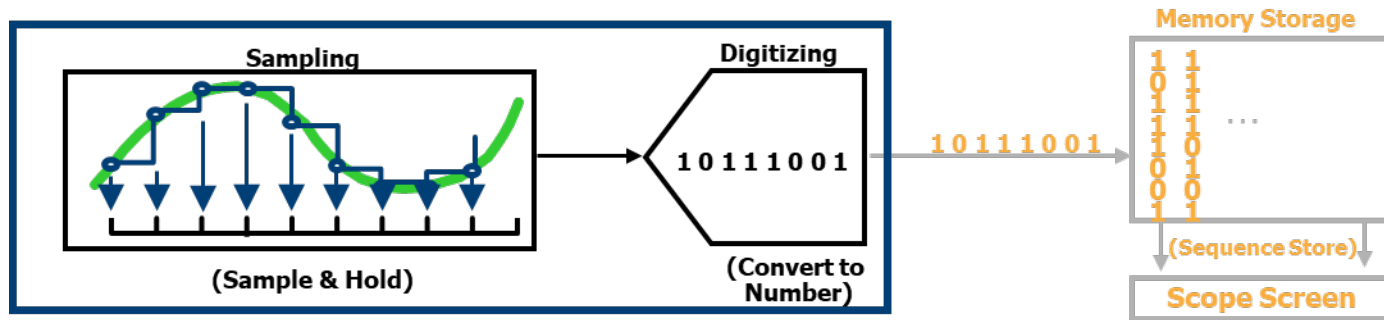 Memory Storage
Sampling
Digitizing
1 0 1 1 1 0 0 1
1 0 1 1 1 0 0 1
1 1
0 1
1 1
1 1
1 0
0 1
0 0
1 1
...
(Sample & Hold)
(Convert to
Number)
(Sequence Store)
Scope Screen